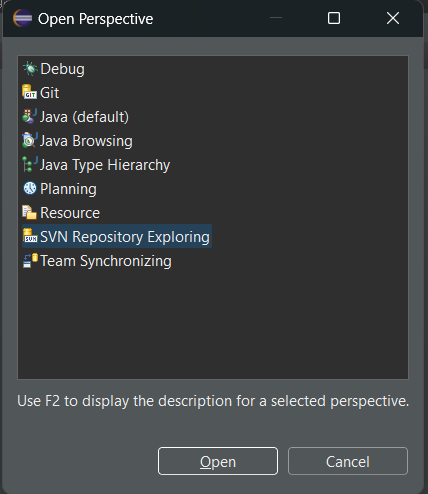 Open Perspective
Debug
Git
Java (default)
Java Browsing
Java Type Hierarchy
Planning
Resource
SVN Repository Exploring
Team Synchronizing
Use F2 to display the description for a selected perspective.
Open
Cancel